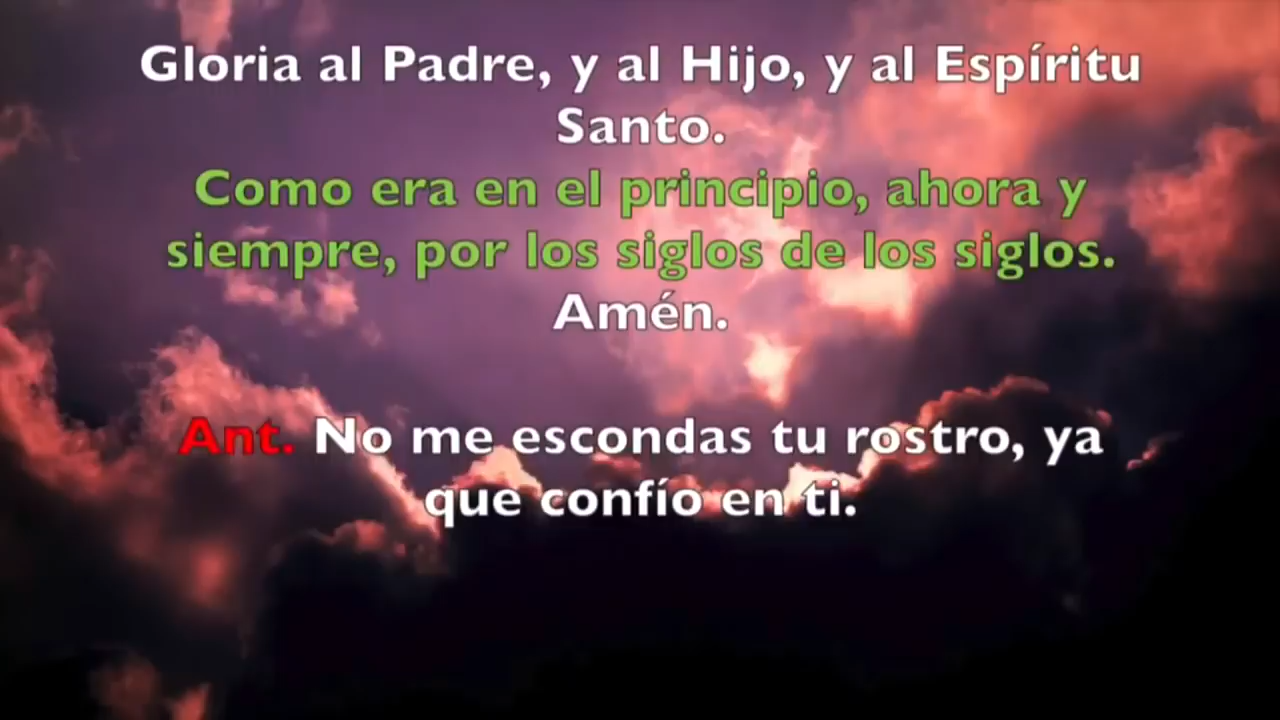 Gloria al Padre, y al Hijo, y al Espíritu
Santo.
Como era en el principio, ahora y
siempre, por los siglos de los siglos.
Amén.
Ant. No me escondas tu rostro, ya
que confío en ti.